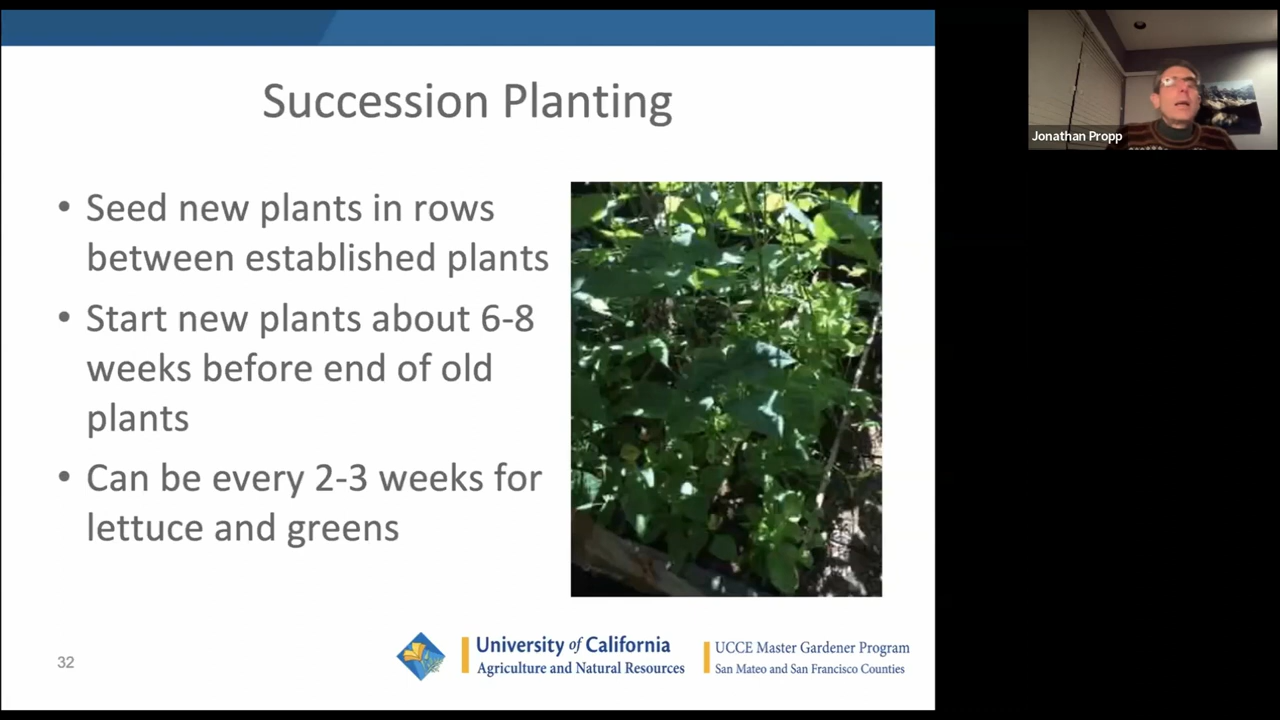 Succession Planting
• Seed new plants in rows
between established plants
• Start new plants about 6-8
weeks before end of old
plants
• Can be every 2-3 weeks for
lettuce and greens
32
University of California
Agriculture and Natural Resources
UCCE Master Gardener Program
San Mateo and San Francisco Counties
Jonathan Propp